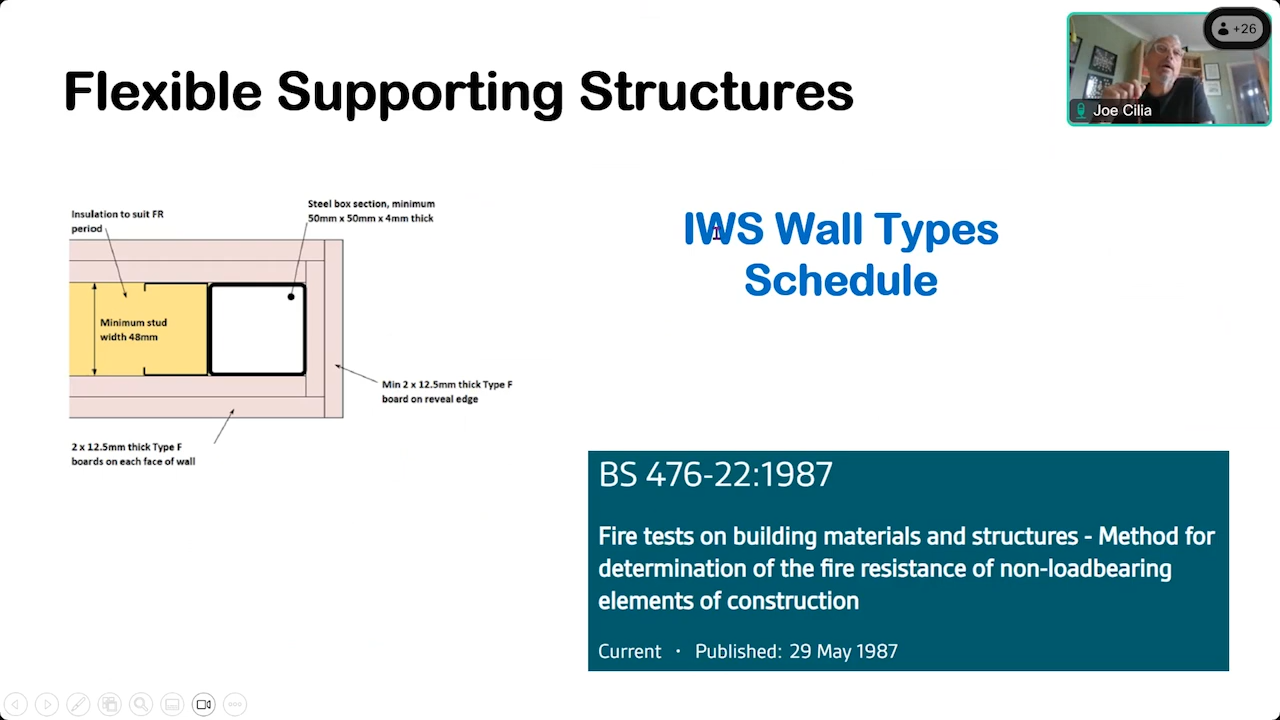 Flexible Supporting Structures
+26
Joe Cilia
Insulation to suit FR
period
Steel box section, minimum
50mm x 50mm x 4mm thick
Minimum stud
width 48mm
Min 2 x 12.5mm thick Type F
board on reveal edge
2 x 12.5mm thick Type F
boards on each face of wall
IWS Wall Types
Schedule
BS 476-22:1987
Fire tests on building materials and structures - Method for
determination of the fire resistance of non-loadbearing
elements of construction
Current · Published: 29 May 1987